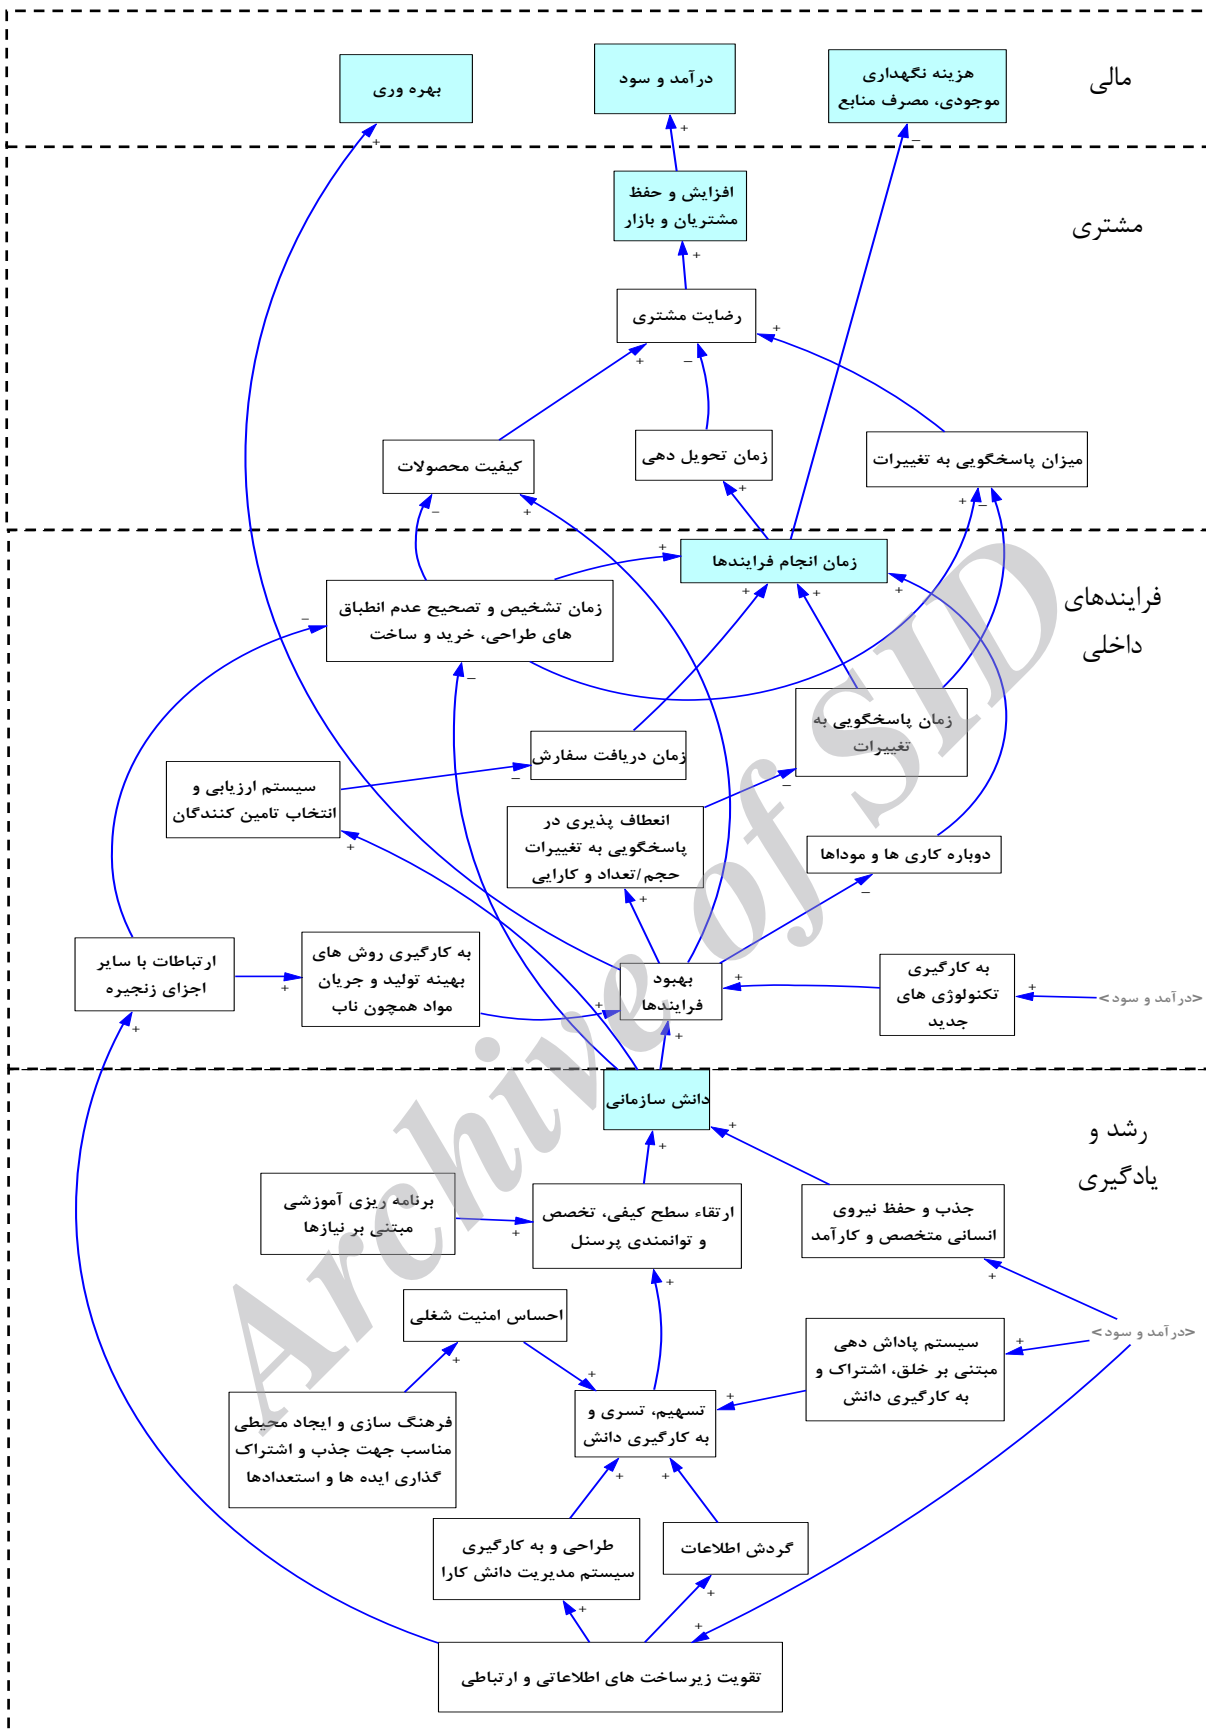 مالی
هزینه نگهداری
موجودی، مصرف منابع
درآمد و سود
بهره وری
+
+
–
مشتری
افزایش و حفظ
مشتریان و بازار
+
رضایت مشتری
+
–
+
میزان پاسخگویی به تغییرات
زمان تحویل دهی
کیفیت محصولات
–
+
+
+
–
فرایندهای
داخلی
زمان انجام فرایندها
+
+
+
+
زمان تشخیص و تصحیح عدم انطباق
های طراحی، خرید و ساخت
–
–
زمان پاسخگویی به
تغییرات
–
زمان دریافت سفارش
–
سیستم ارزیابی و
انتخاب تامین کنندگان
+
انعطاف پذیری در
پاسخگویی به تغییرات
حجم/تعداد و کارایی
+
دوباره کاری ها و موداها
–
ارتباطات با سایر
اجزای زنجیره
+
به کارگیری روش های
بهینه تولید و جریان
مواد همچون ناب
+
بهبود
فرایندها
+
+
+
به کارگیری
تکنولوژی های
جدید
+
<درآمد و سود>
رشد و
یادگیری
دانش سازمانی
+
+
جذب و حفظ نیروی
انسانی متخصص و کارآمد
+
ارتقاء سطح کیفی، تخصص
و توانمندی پرسنل
+
+
برنامه ریزی آموزشی
مبتنی بر نیازها
احساس امنیت شغلی
+
<درآمد و سود>
سیستم پاداش دهی
مبتنی بر خلق، اشتراک و
به کارگیری دانش
+
تسهیم، تسری و
به کارگیری دانش
+
+
+
+
فرهنگ سازی و ایجاد محیطی
مناسب جهت جذب و اشتراک
گذاری ایده ها و استعدادها
گردش اطلاعات
+
طراحی و به کارگیری
سیستم مدیریت دانش کارا
+
تقویت زیرساخت های اطلاعاتی و ارتباطی
+
Archive of SID